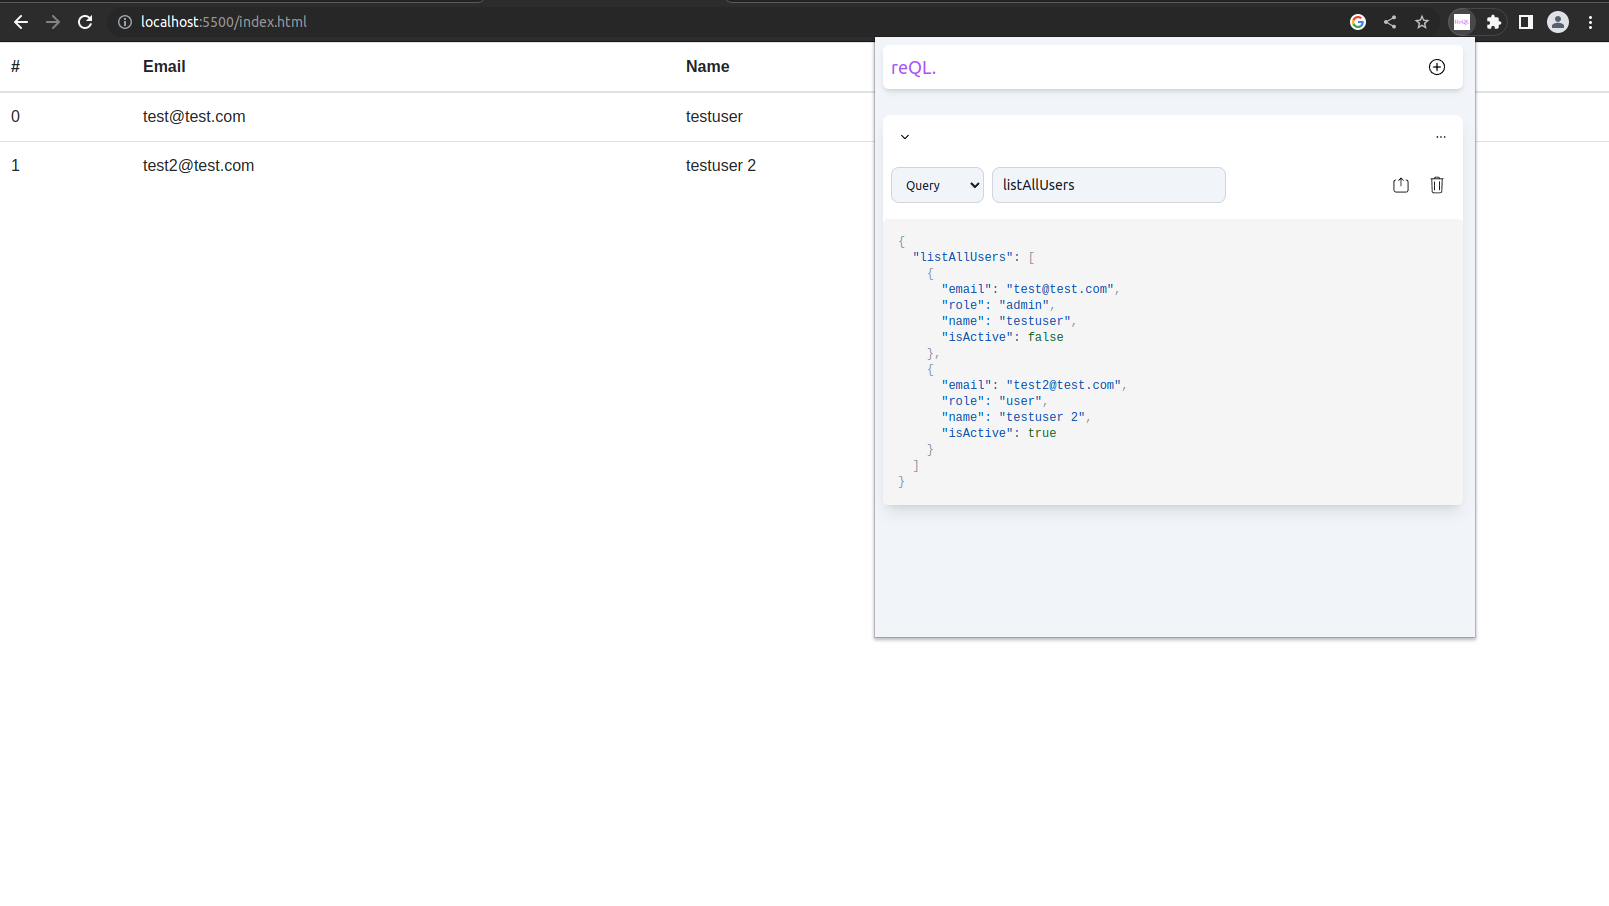 localhost:5500/index.html
# Email Name
0 test@test.com testuser
1 test2@test.com testuser 2
reQL.
...
Query listAllUsers
{
"listAllUsers": [
{
"email": "test@test.com",
"role": "admin",
"name": "testuser",
"isActive": false
},
{
"email": "test2@test.com",
"role": "user",
"name": "testuser 2",
"isActive": true
}
]
}